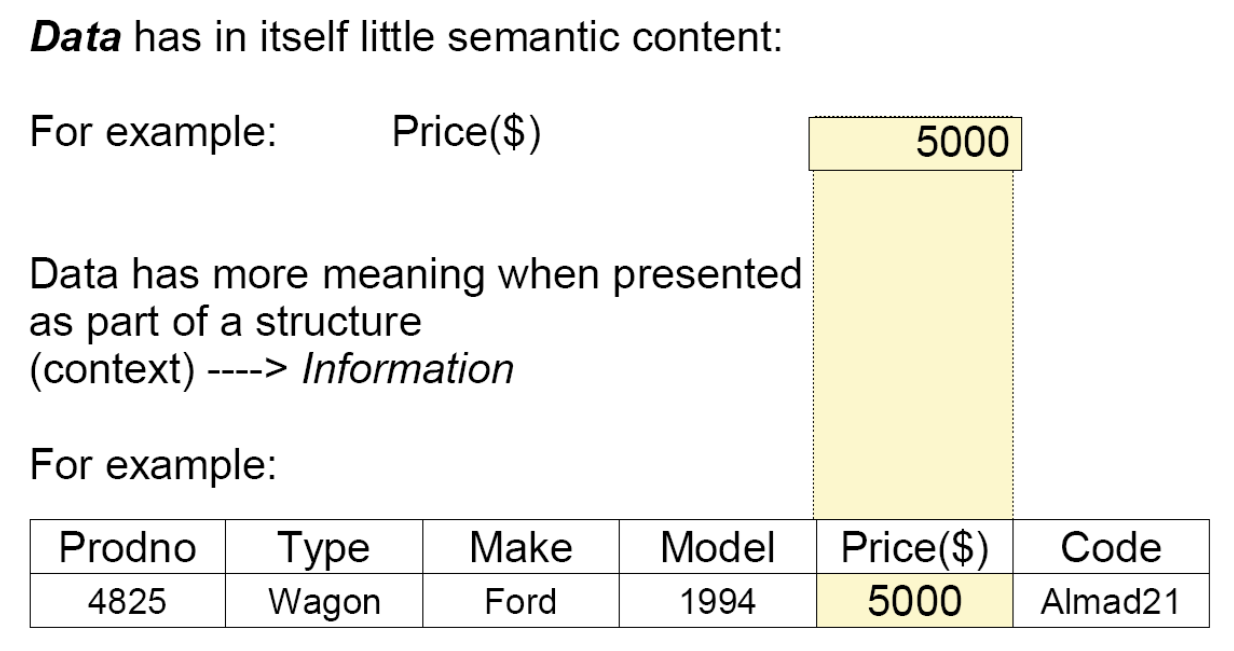 Data has in itself little semantic content:
For example: Price($) 5000
Data has more meaning when presented
as part of a structure
(context) ----> Information
For example:
Prodno Type Make Model Price($) Code
4825 Wagon Ford 1994 5000 Almad21